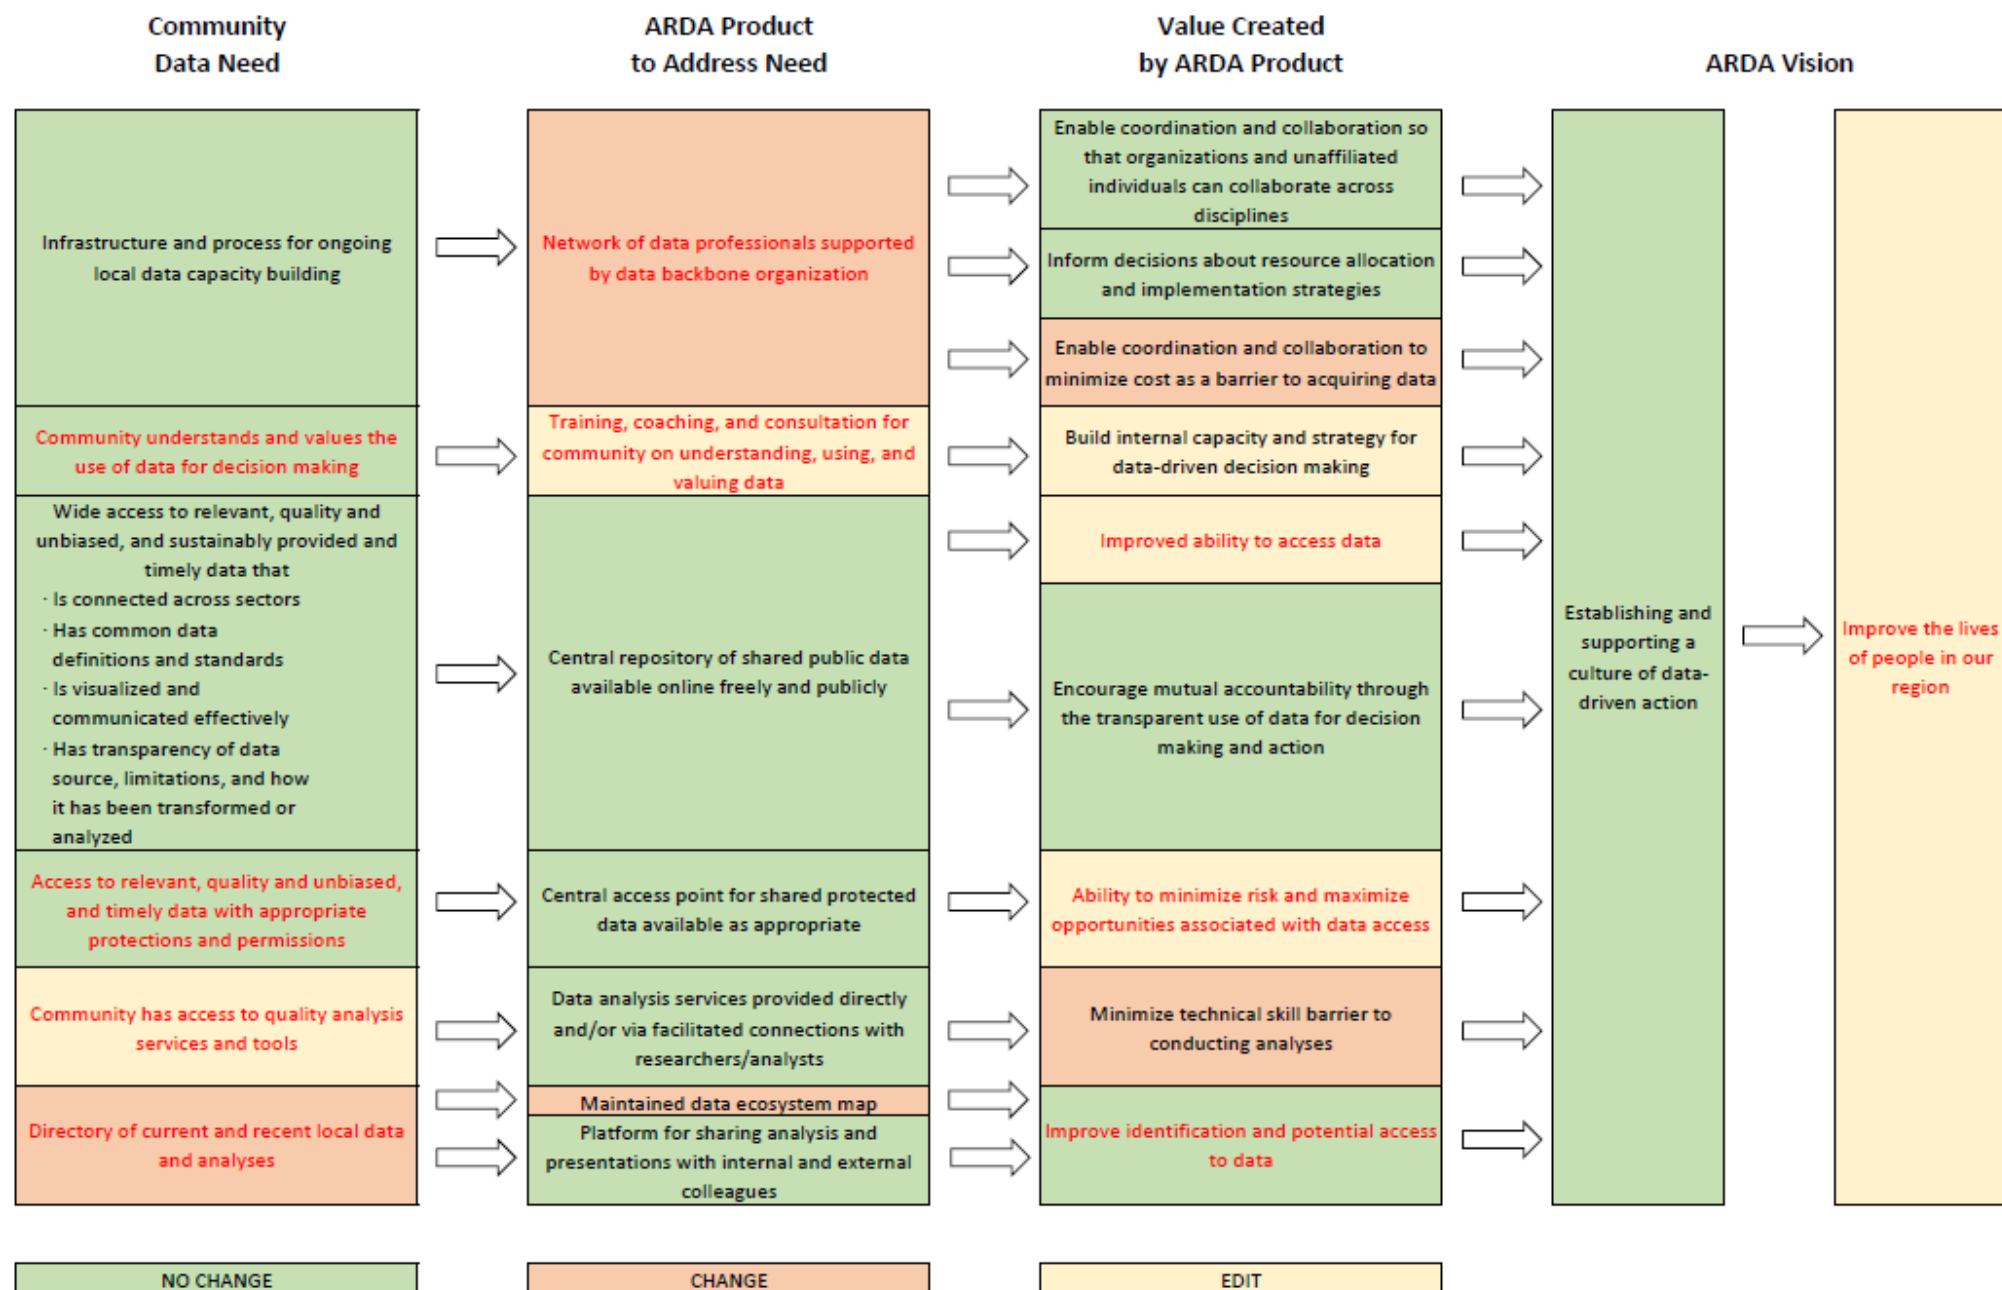 Community
Data Need
ARDA Product
to Address Need
Value Created
by ARDA Product
ARDA Vision
Infrastructure and process for ongoing
local data capacity building
Community understands and values the
use of data for decision making
Wide access to relevant, quality and
unbiased, and sustainably provided and
timely data that
· Is connected across sectors
· Has common data
definitions and standards
· Is visualized and
communicated effectively
· Has transparency of data
source, limitations, and how
it has been transformed or
analyzed
Access to relevant, quality and unbiased,
and timely data with appropriate
protections and permissions
Community has access to quality analysis
services and tools
Directory of current and recent local data
and analyses
Network of data professionals supported
by data backbone organization
Training, coaching, and consultation for
community on understanding, using, and
valuing data
Central repository of shared public data
available online freely and publicly
Central access point for shared protected
data available as appropriate
Data analysis services provided directly
and/or via facilitated connections with
researchers/analysts
Maintained data ecosystem map
Platform for sharing analysis and
presentations with internal and external
colleagues
Enable coordination and collaboration so
that organizations and unaffiliated
individuals can collaborate across
disciplines
Inform decisions about resource allocation
and implementation strategies
Enable coordination and collaboration to
minimize cost as a barrier to acquiring data
Build internal capacity and strategy for
data-driven decision making
Improved ability to access data
Encourage mutual accountability through
the transparent use of data for decision
making and action
Ability to minimize risk and maximize
opportunities associated with data access
Minimize technical skill barrier to
conducting analyses
Improve identification and potential access
to data
Establishing and
supporting a
culture of data-
driven action
Improve the lives
of people in our
region
NO CHANGE
CHANGE
EDIT